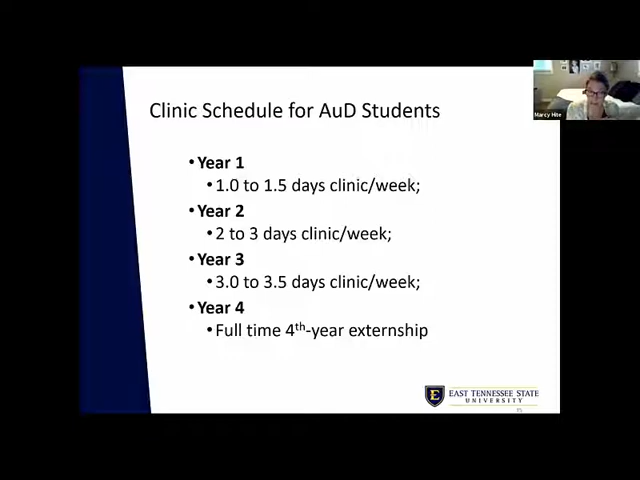 Clinic Schedule for AuD Students
•Year 1
•1.0 to 1.5 days clinic/week;
•Year 2
•2 to 3 days clinic/week;
•Year 3
•3.0 to 3.5 days clinic/week;
•Year 4
•Full time 4th-year externship
Marcy Hite
E
EAST TENNESSEE STATE
UNIVERSITY